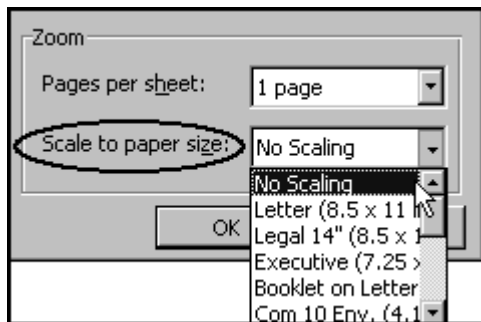 Zoom
Pages per sheet: 1 page
Scale to paper size: No Scaling
No Scaling
Letter (8.5 x 11
OK Legal 14" (8.5 x
Executive (7.25 x
Booklet on Letter
Com 10 Env. (4.1